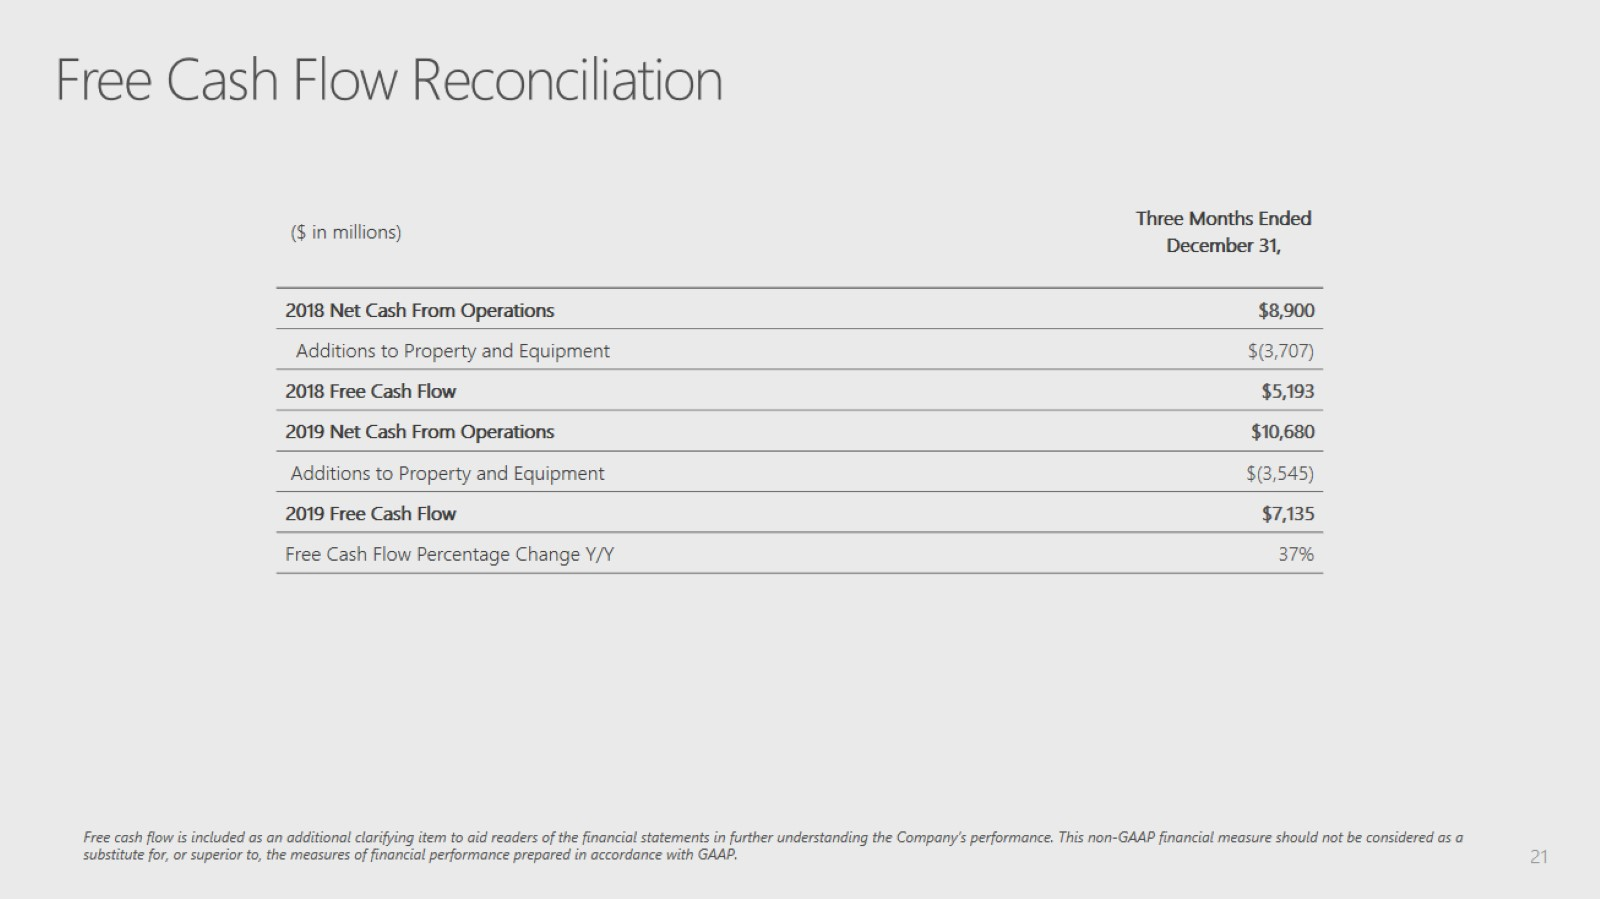 Free Cash Flow Reconciliation
($ in millions) Three Months Ended
December 31,
2018 Net Cash From Operations $8,900
Additions to Property and Equipment $(3,707)
2018 Free Cash Flow $5,193
2019 Net Cash From Operations $10,680
Additions to Property and Equipment $(3,545)
2019 Free Cash Flow $7,135
Free Cash Flow Percentage Change Y/Y 37%
Free cash flow is included as an additional clarifying item to aid readers of the financial statements in further understanding the Company's performance. This non-GAAP financial measure should not be considered as a
substitute for, or superior to, the measures of financial performance prepared in accordance with GAAP.
21